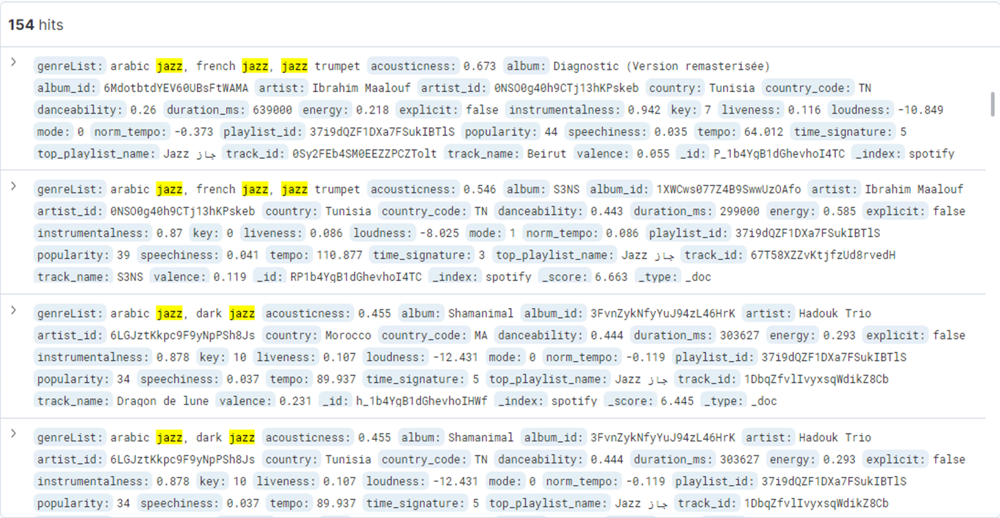 154 hits
genreList: arabic jazz, french jazz, jazz trumpet acousticness: 0.673 album: Diagnostic (Version remasterisée)
album_id: 6MdotbtdYEV60UBsFtWAMA artist: Ibrahim Maalouf artist_id: 0NSO0g40h9CTj13hKPskeb country: Tunisia country_code: TN
danceability: 0.26 duration_ms: 639000 energy: 0.218 explicit: false instrumentalness: 0.942 key: 7 liveness: 0.116 loudness: -10.849
mode: 0 norm_tempo: -0.373 playlist_id: 37i9dQZF1DXa7FSukIBTlS popularity: 44 speechiness: 0.035 tempo: 64.012 time_signature: 5
top_playlist_name: Jazz جاز track_id: 0Sy2FEb4SM0EEZZPCZTolt track_name: Beirut valence: 0.055 _id: P_1b4YgB1dGhevhoI4TC _index: spotify
genreList: arabic jazz, french jazz, jazz trumpet acousticness: 0.546 album: S3NS album_id: 1XWCws077Z4B9SwwUzOAfo artist: Ibrahim Maalouf
artist_id: 0NSO0g40h9CTj13hKPskeb country: Tunisia country_code: TN danceability: 0.443 duration_ms: 299000 energy: 0.585 explicit: false
instrumentalness: 0.87 key: 0 liveness: 0.086 loudness: -8.025 mode: 1 norm_tempo: 0.086 playlist_id: 37i9dQZF1DXa7FSukIBTlS
popularity: 39 speechiness: 0.041 tempo: 110.877 time_signature: 3 top_playlist_name: Jazz جاز track_id: 67T58XZZvKtjfzUd8rvedH
track_name: S3NS valence: 0.119 _id: RP1b4YgB1dGhevhoI4TC _index: spotify _score: 6.663 _type: _doc
genreList: arabic jazz, dark jazz acousticness: 0.455 album: Shamanimal album_id: 3FvnZykNfyYuJ94zL46HrK artist: Hadouk Trio
artist_id: 6LGJztKkpc9F9yNpPSh8Js country: Morocco country_code: MA danceability: 0.444 duration_ms: 303627 energy: 0.293 explicit: false
instrumentalness: 0.878 key: 10 liveness: 0.107 loudness: -12.431 mode: 0 norm_tempo: -0.119 playlist_id: 37i9dQZF1DXa7FSukIBTlS
popularity: 34 speechiness: 0.037 tempo: 89.937 time_signature: 5 top_playlist_name: Jazz جاز track_id: 1DbqZfvlIvyxsqWdikZ8Cb
track_name: Dragon de lune valence: 0.231 _id: h_1b4YgB1dGhevhoIHWf _index: spotify _score: 6.445 _type: _doc
genreList: arabic jazz, dark jazz acousticness: 0.455 album: Shamanimal album_id: 3FvnZykNfyYuJ94zL46HrK artist: Hadouk Trio
artist_id: 6LGJztKkpc9F9yNpPSh8Js country: Tunisia country_code: TN danceability: 0.444 duration_ms: 303627 energy: 0.293 explicit: false
instrumentalness: 0.878 key: 10 liveness: 0.107 loudness: -12.431 mode: 0 norm_tempo: -0.119 playlist_id: 37i9dQZF1DXa7FSukIBTlS
popularity: 34 speechiness: 0.037 tempo: 89.937 time_signature: 5 top_playlist_name: Jazz جاز track_id: 1DbqZfvlIvyxsqWdikZ8Cb